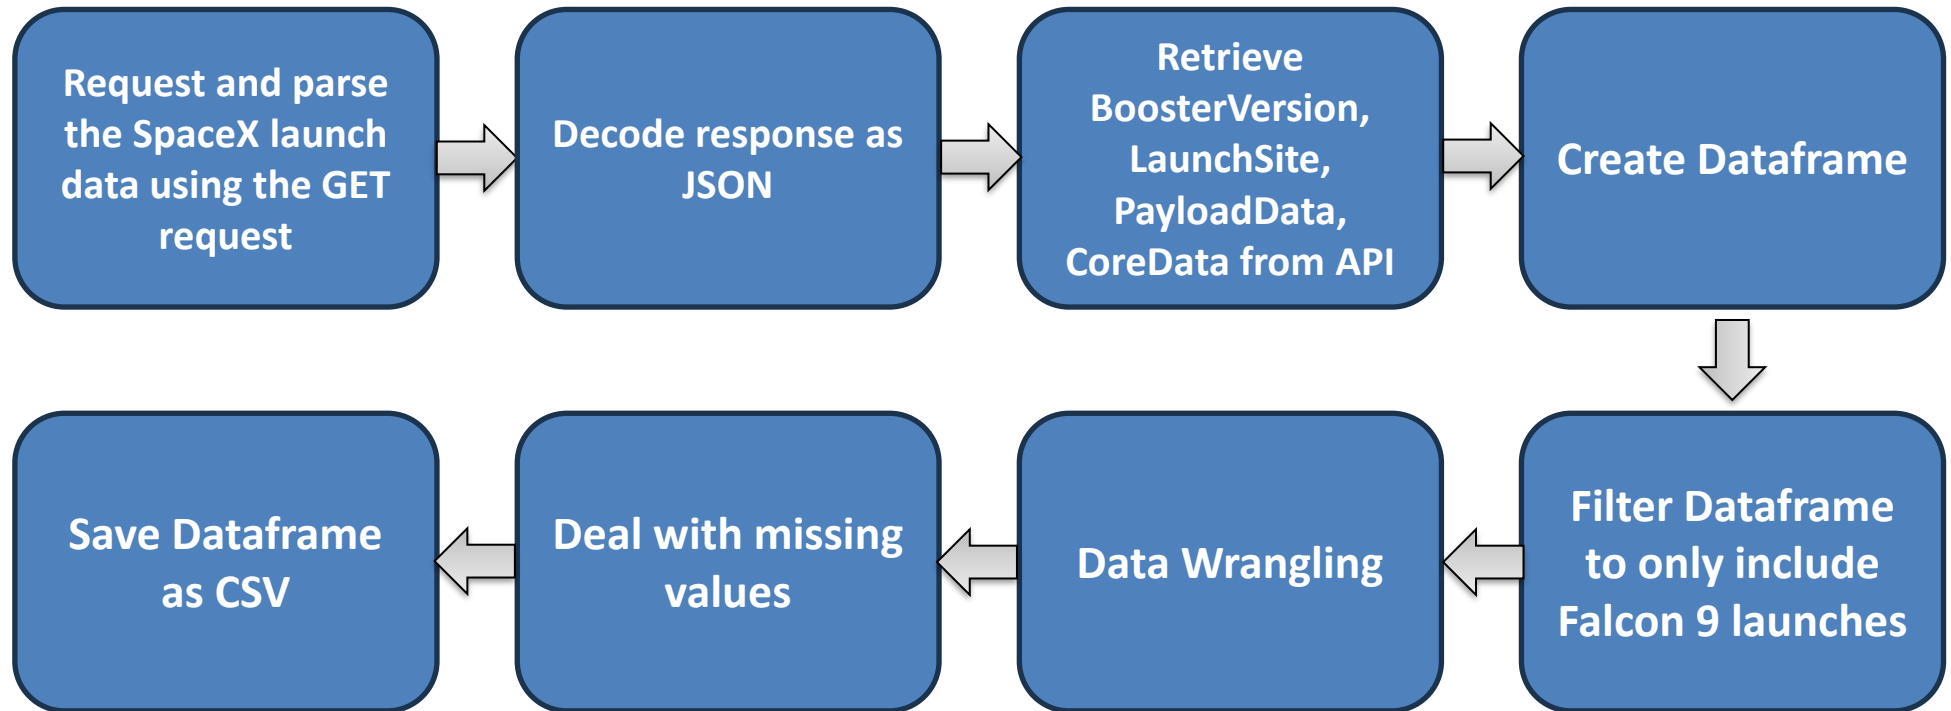 Request and parse
the SpaceX launch
data using the GET
request
Decode response as
JSON
Retrieve
BoosterVersion,
LaunchSite,
PayloadData,
CoreData from API
Create Dataframe
Filter Dataframe
to only include
Falcon 9 launches
Data Wrangling
Deal with missing
values
Save Dataframe
as CSV